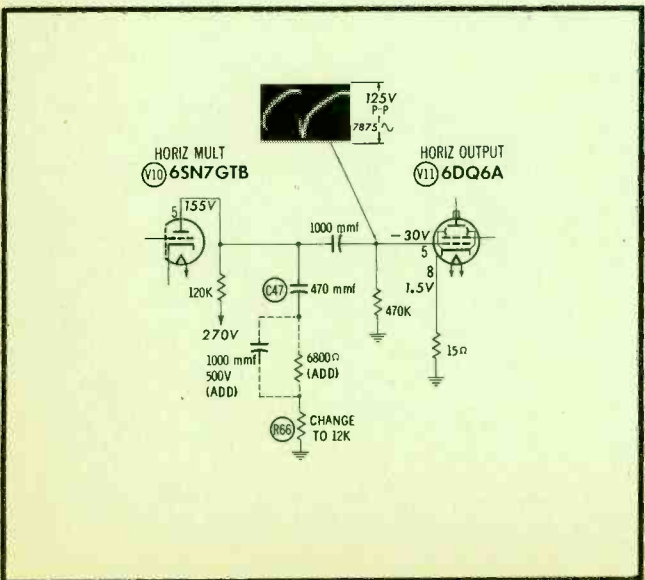 125V
P-P
7875 ∿
HORIZ MULT
V10 6SN7GTB
HORIZ OUTPUT
V11 6DQ6A
5
155V
1000 mmf
-30V
5
8
1.5V
120K
C47
470 mmf
470K
270V
1000 mmf
500V
(ADD)
6800Ω
(ADD)
15Ω
R66
CHANGE
TO 12K